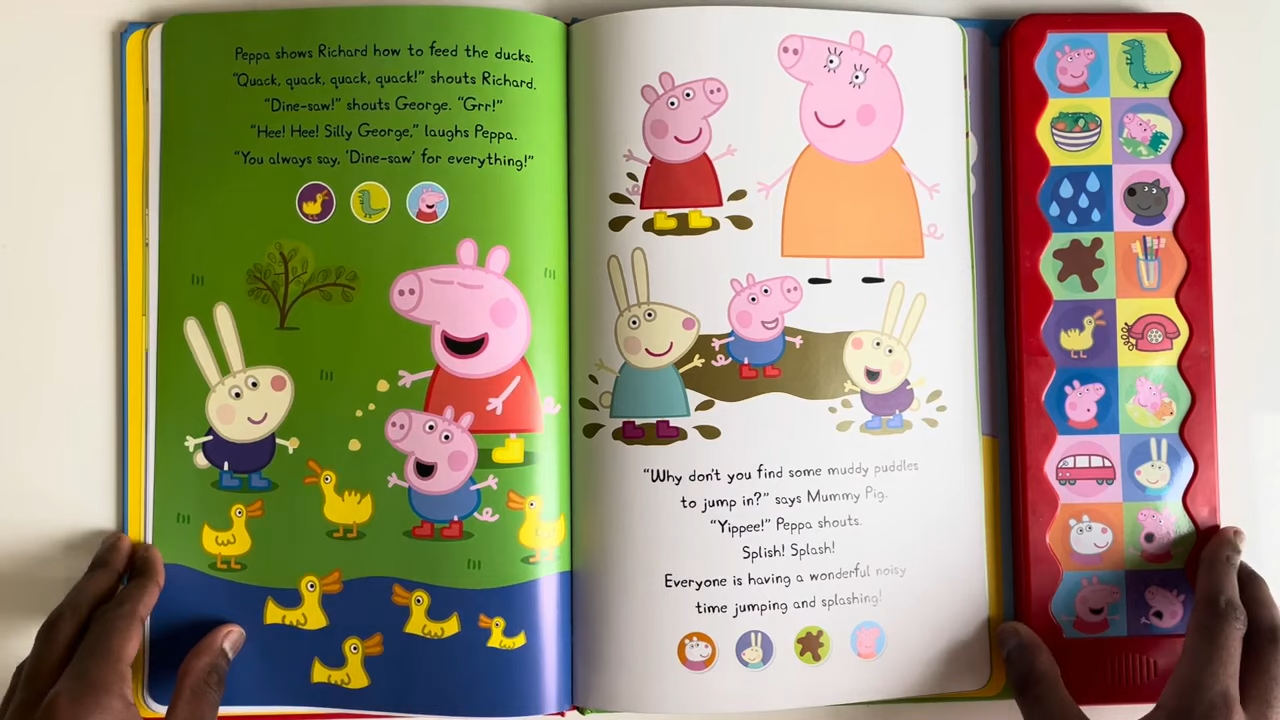 Peppa shows Richard how to feed the ducks.
“Quack, quack, quack, quack!” shouts Richard.
“Dine-saw!” shouts George. “Grr!”
“Hee! Hee! Silly George,” laughs Peppa.
“You always say, ‘Dine-saw’ for everything!”
“Why don’t you find some muddy puddles
to jump in?” says Mummy Pig.
“Yippee!” Peppa shouts.
Splish! Splash!
Everyone is having a wonderful noisy
time jumping and splashing!